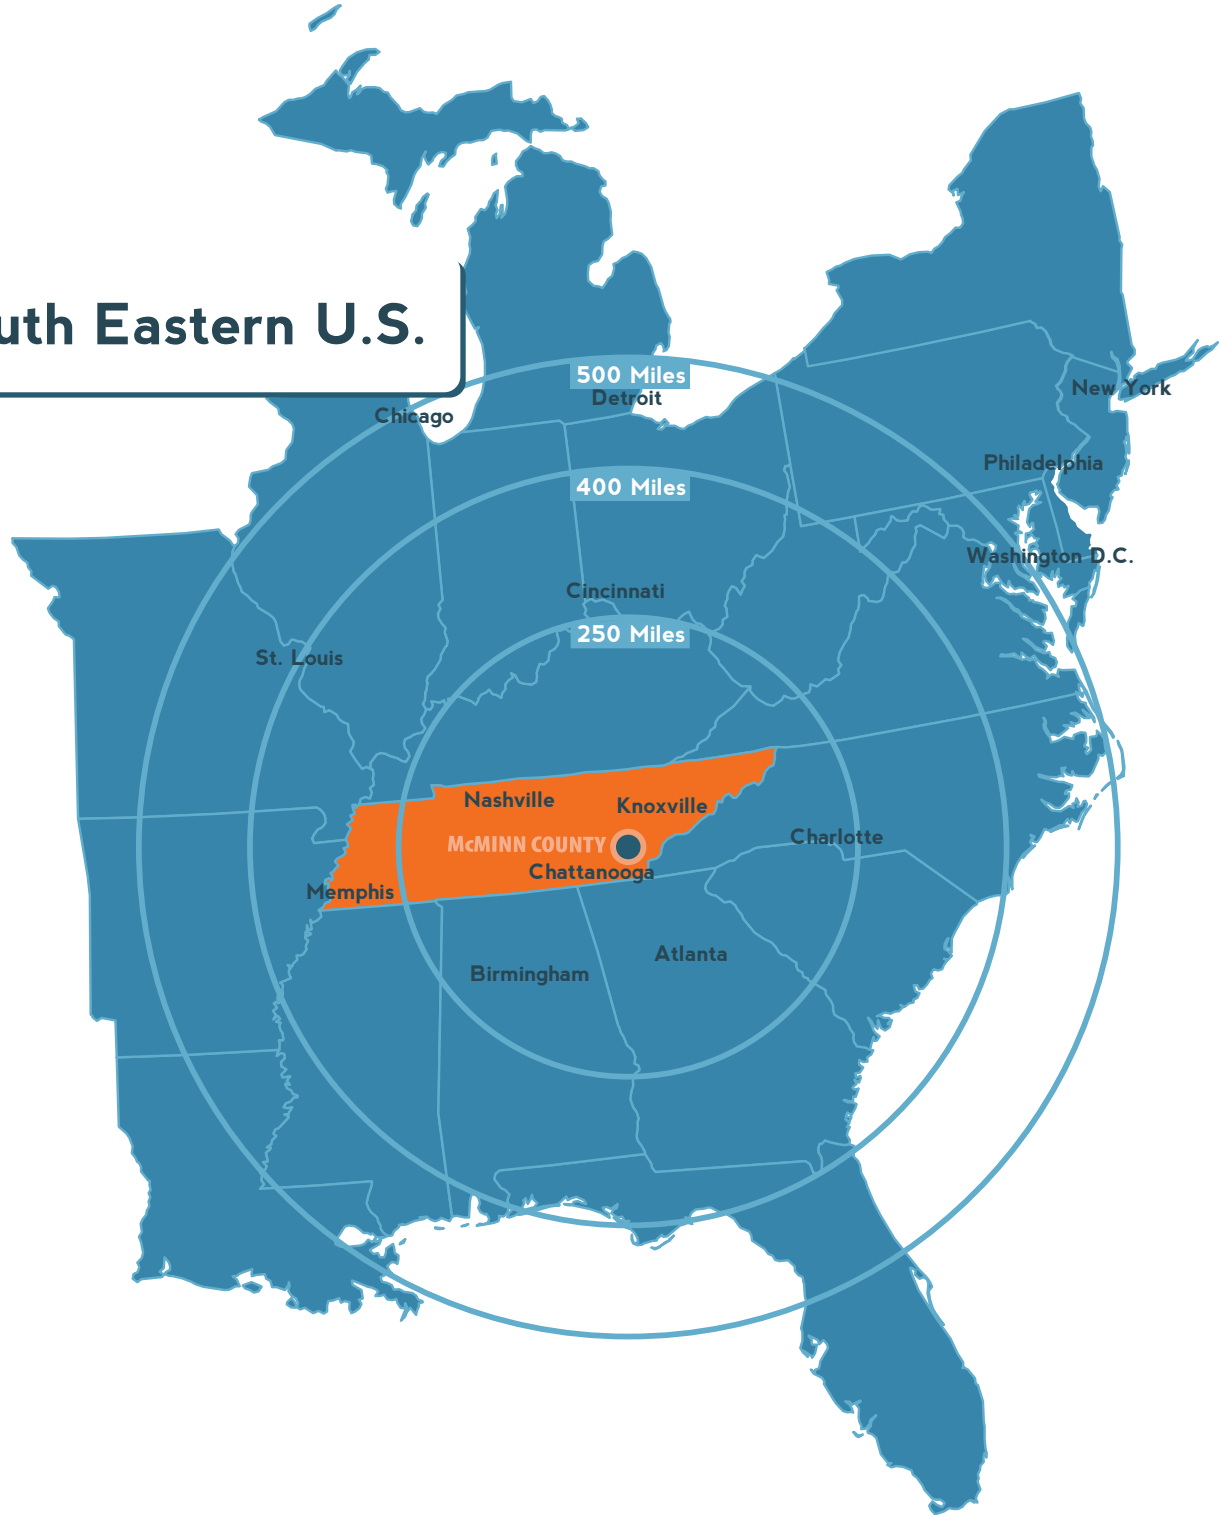 uth Eastern U.S.
500 Miles
Detroit
Chicago
New York
Philadelphia
400 Miles
Washington D.C.
Cincinnati
250 Miles
St. Louis
Nashville
Knoxville
McMINN COUNTY
Charlotte
Chattanooga
Memphis
Atlanta
Birmingham